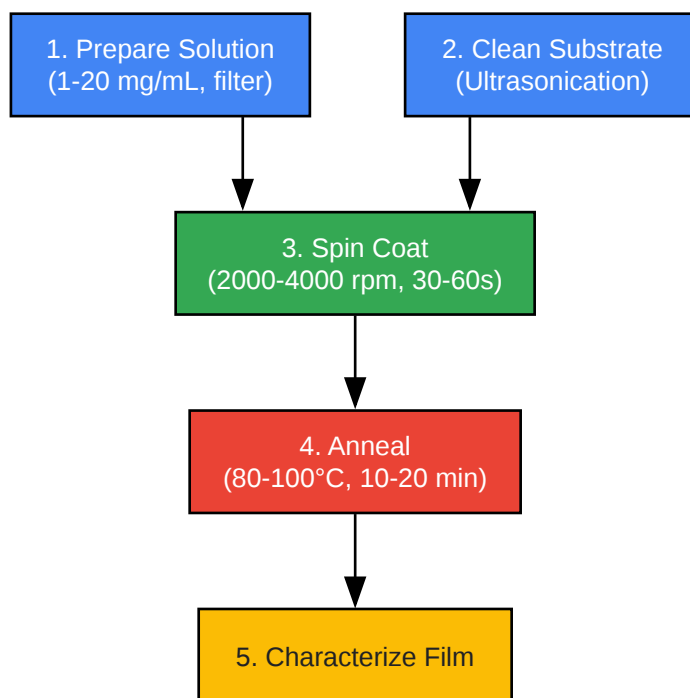 1. Prepare Solution
(1-20 mg/mL, filter)
2. Clean Substrate
(Ultrasonication)
3. Spin Coat
(2000-4000 rpm, 30-60s)
4. Anneal
(80-100°C, 10-20 min)
5. Characterize Film